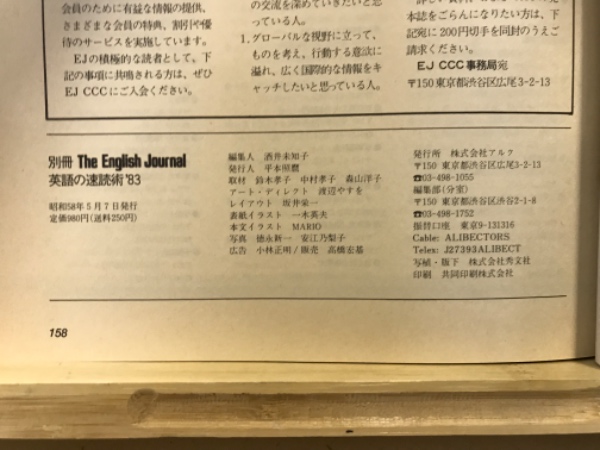 会員のために有益な情報の提供、
さまざまな会員の特典、割引や優
待のサービスを実施しています。
EJの積極的な読者として、下
記の事項に共鳴される方は、ぜひ
EJ CCCにご入会ください。
の交流を深めていきたいと思
っている人。
1.グローバルな視野に立って、
ものを考え、行動する意欲に
溢れ、広く国際的な情報をキ
ャッチしたいと思っている人。
本誌をごらんになりたい方は、下
記宛に200円切手を同封のうえご
請求ください。
EJ CCC事務局宛
〒150 東京都渋谷区広尾3-2-13
別冊 The English Journal
英語の速読術'83
昭和58年5月7日発行
定価980円(送料250円)
編集人 酒井未知子
発行人 平本照麿
取材 鈴木孝子 中村孝子 森山洋子
アート・ディレクト 渡辺やすを
レイアウト 坂井栄一
表紙イラスト 一木英夫
本文イラスト MARIO
写真 徳永新一 安江乃梨子
広告 小林正明/販売 高橋宏基
発行所 株式会社アルク
〒150 東京都渋谷区広尾3-2-13
☎03-498-1055
編集部(分室)
〒150 東京都渋谷区渋谷2-1-8
☎03-498-1752
振替口座 東京9-131316
Cable: ALIBECTORS
Telex: J27393ALIBECT
写植・版下 株式会社秀文社
印刷 共同印刷株式会社
158